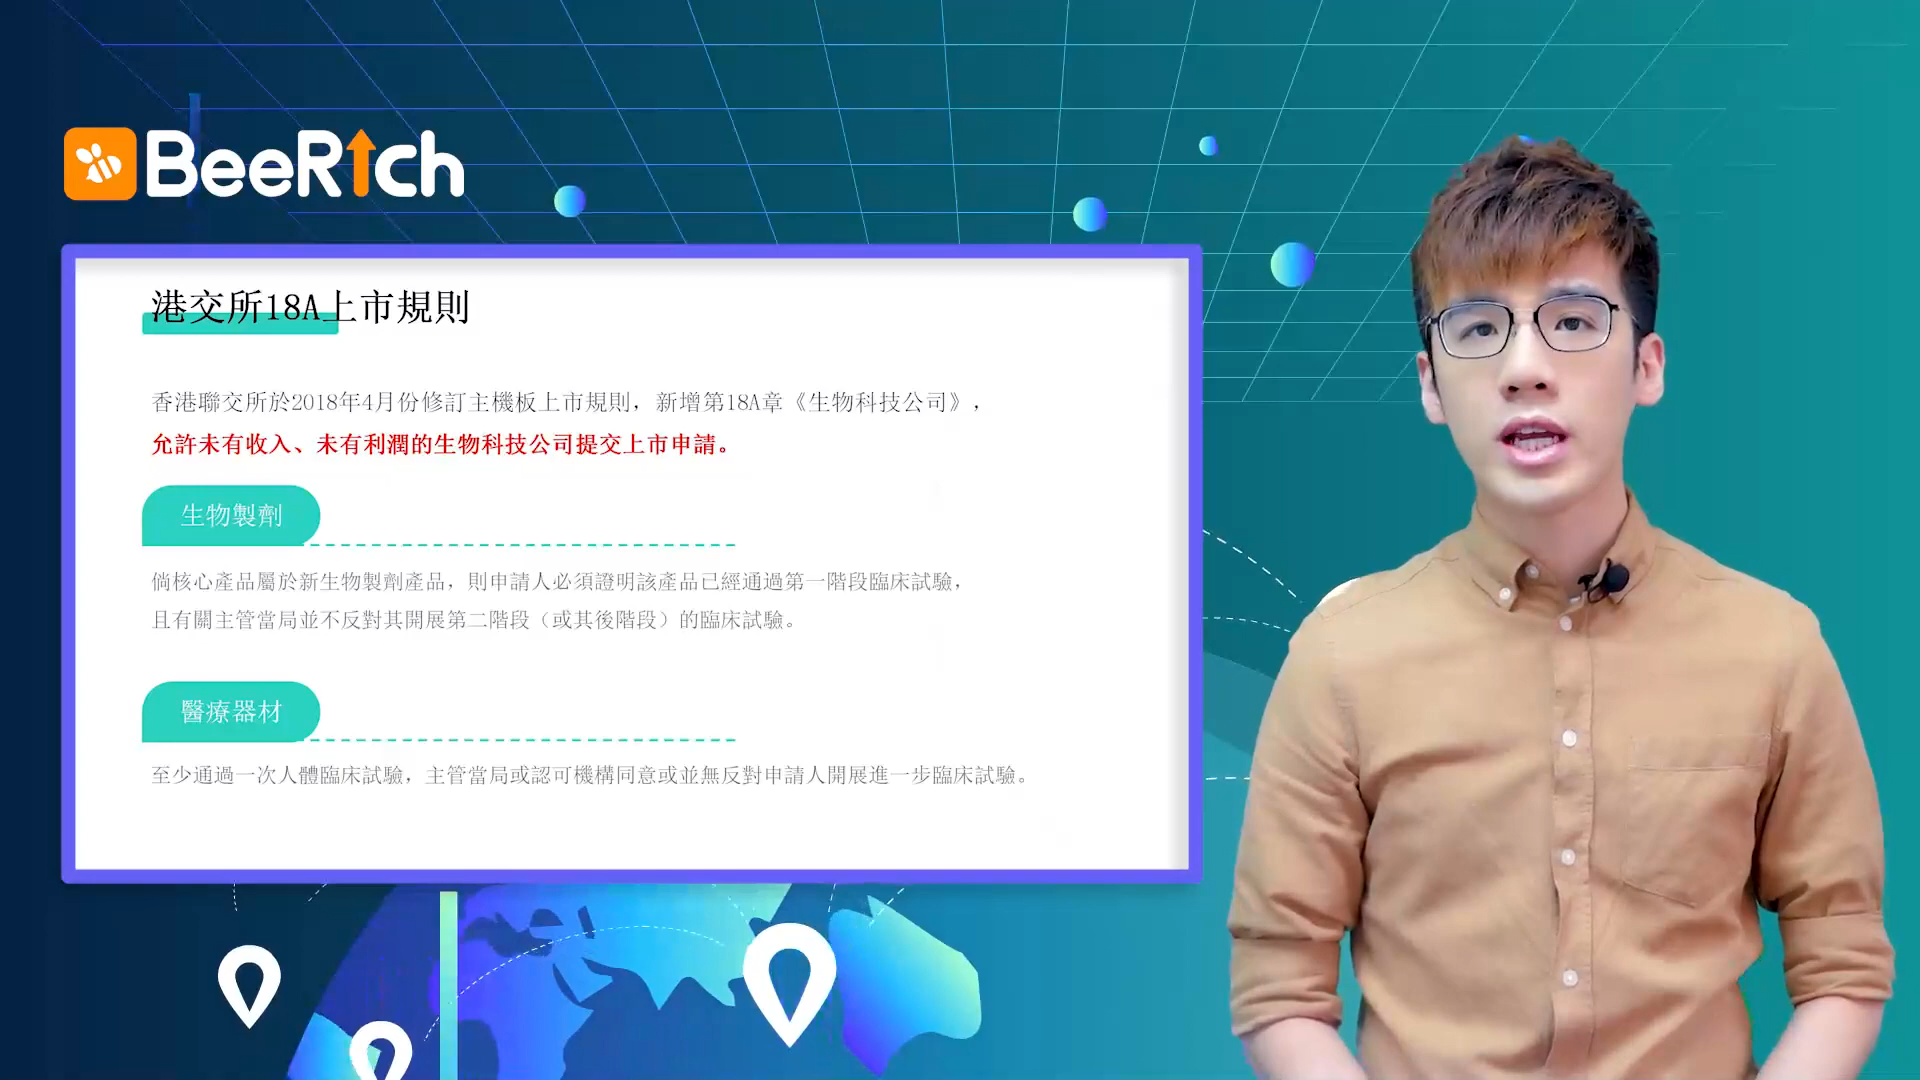 BeeRich
港交所18A上市規則
香港聯交所於2018年4月份修訂主機板上市規則，新增第18A章《生物科技公司》，
允許未有收入、未有利潤的生物科技公司提交上市申請。
生物製劑
倘核心產品屬於新生物製劑產品，則申請人必須證明該產品已經通過第一階段臨床試驗，
且有關主管當局並不反對其開展第二階段（或其後階段）的臨床試驗。
醫療器材
至少通過一次人體臨床試驗，主管當局或認可機構同意或並無反對申請人開展進一步臨床試驗。